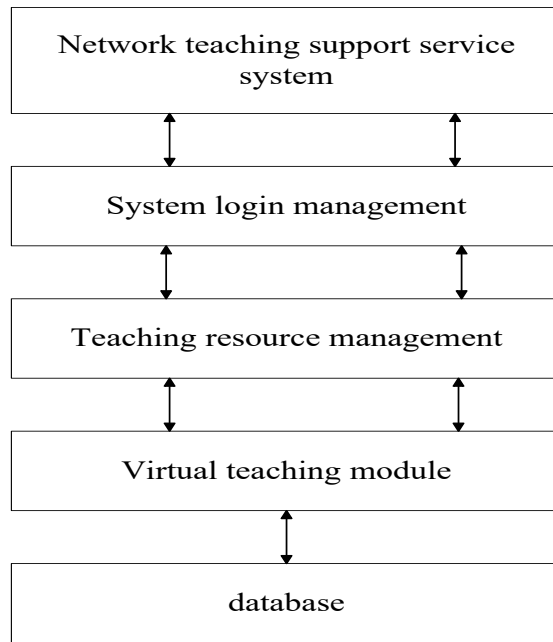 Network teaching support service
system
System login management
Teaching resource management
Virtual teaching module
database